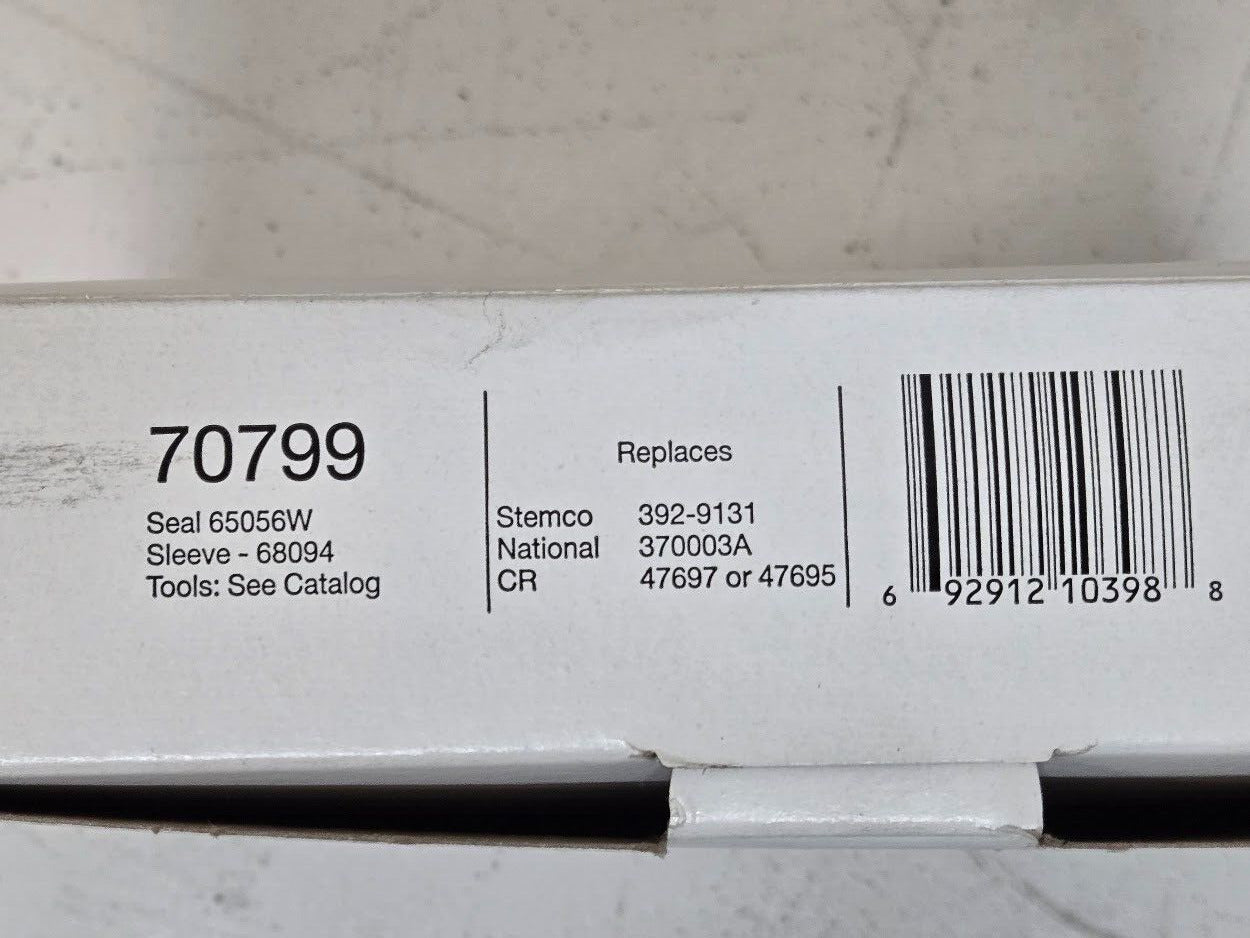 70799
Seal 65056W
Sleeve - 68094
Tools: See Catalog
Replaces
Stemco 392-9131
National 370003A
CR 47697 or 47695
6 92912 10398 8